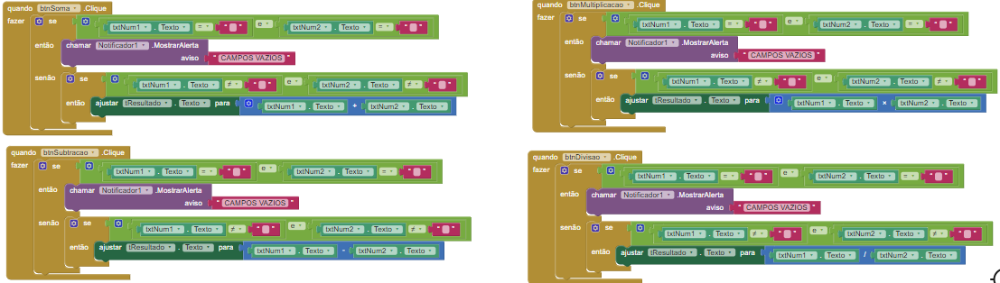 quando btnSoma .Clique
fazer se txtNum1 . Texto = " " e txtNum2 . Texto = " "
então chamar Notificador1 .MostrarAlerta
aviso " CAMPOS VAZIOS "
senão se txtNum1 . Texto ≠ " " e txtNum2 . Texto ≠ " "
então ajustar tResultado . Texto para txtNum1 . Texto + txtNum2 . Texto
quando btnSubtracao .Clique
fazer se txtNum1 . Texto = " " e txtNum2 . Texto = " "
então chamar Notificador1 .MostrarAlerta
aviso " CAMPOS VAZIOS "
senão se txtNum1 . Texto ≠ " " e txtNum2 . Texto ≠ " "
então ajustar tResultado . Texto para txtNum1 . Texto - txtNum2 . Texto
quando btnMultiplicacao .Clique
fazer se txtNum1 . Texto = " " e txtNum2 . Texto = " "
então chamar Notificador1 .MostrarAlerta
aviso " CAMPOS VAZIOS "
senão se txtNum1 . Texto ≠ " " e txtNum2 . Texto ≠ " "
então ajustar tResultado . Texto para txtNum1 . Texto × txtNum2 . Texto
quando btnDivisao .Clique
fazer se txtNum1 . Texto = " " e txtNum2 . Texto = " "
então chamar Notificador1 .MostrarAlerta
aviso " CAMPOS VAZIOS "
senão se txtNum1 . Texto ≠ " " e txtNum2 . Texto ≠ " "
então ajustar tResultado . Texto para txtNum1 . Texto / txtNum2 . Texto